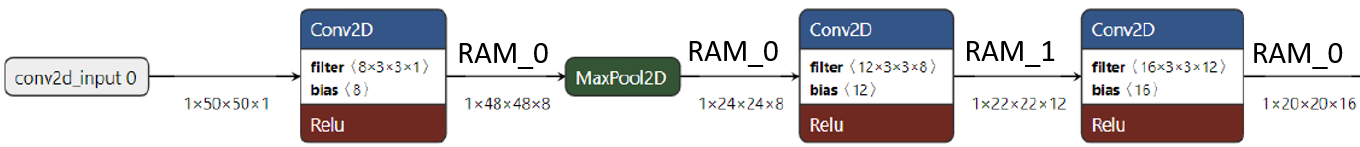 conv2d_input 0
1×50×50×1
Conv2D
filter ⟨8×3×3×1⟩
bias ⟨8⟩
Relu
RAM_0
1×48×48×8
MaxPool2D
RAM_0
1×24×24×8
Conv2D
filter ⟨12×3×3×8⟩
bias ⟨12⟩
Relu
RAM_1
1×22×22×12
Conv2D
filter ⟨16×3×3×12⟩
bias ⟨16⟩
Relu
RAM_0
1×20×20×16